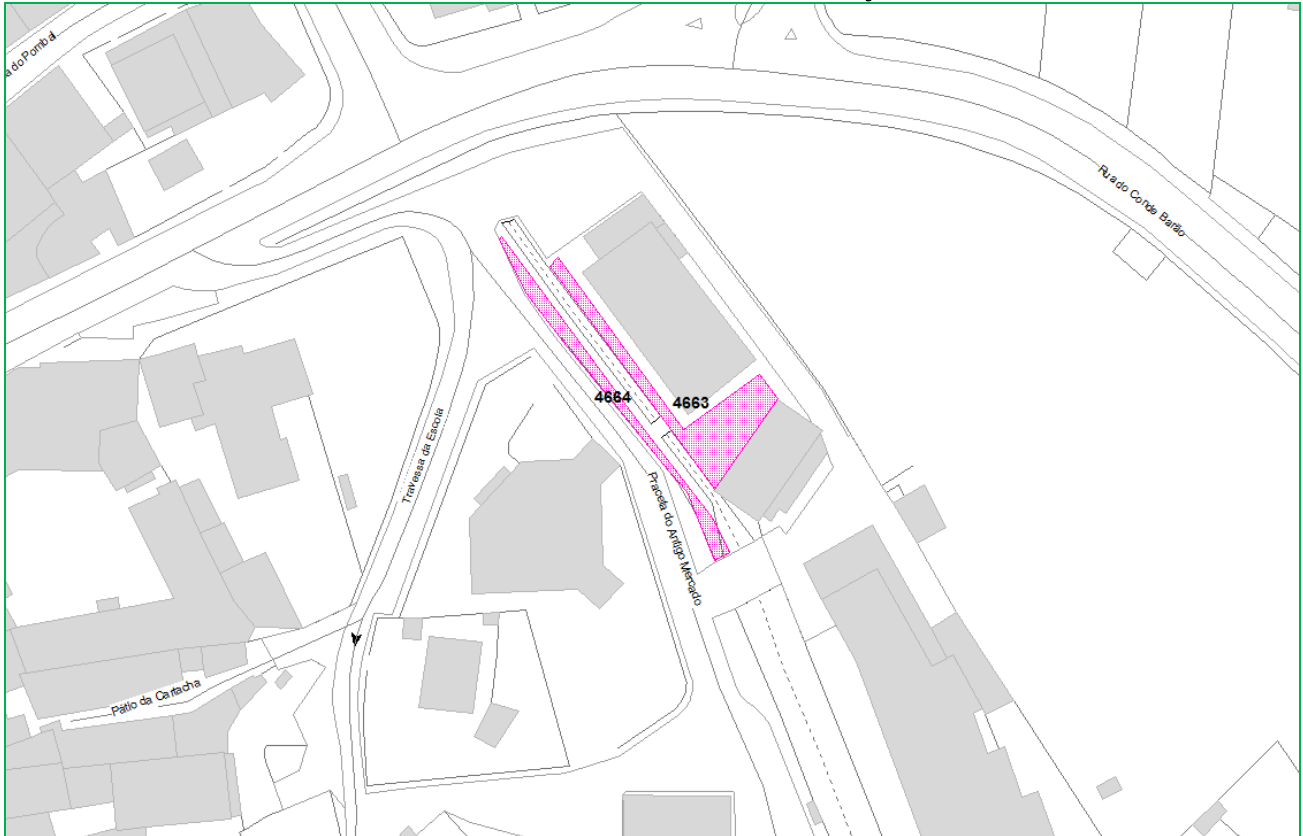 a do Pombal
Rua do Conde Barão
4664
4663
Travessa da Escola
Praceta do Antigo Mercado
Pátio da Cartacha